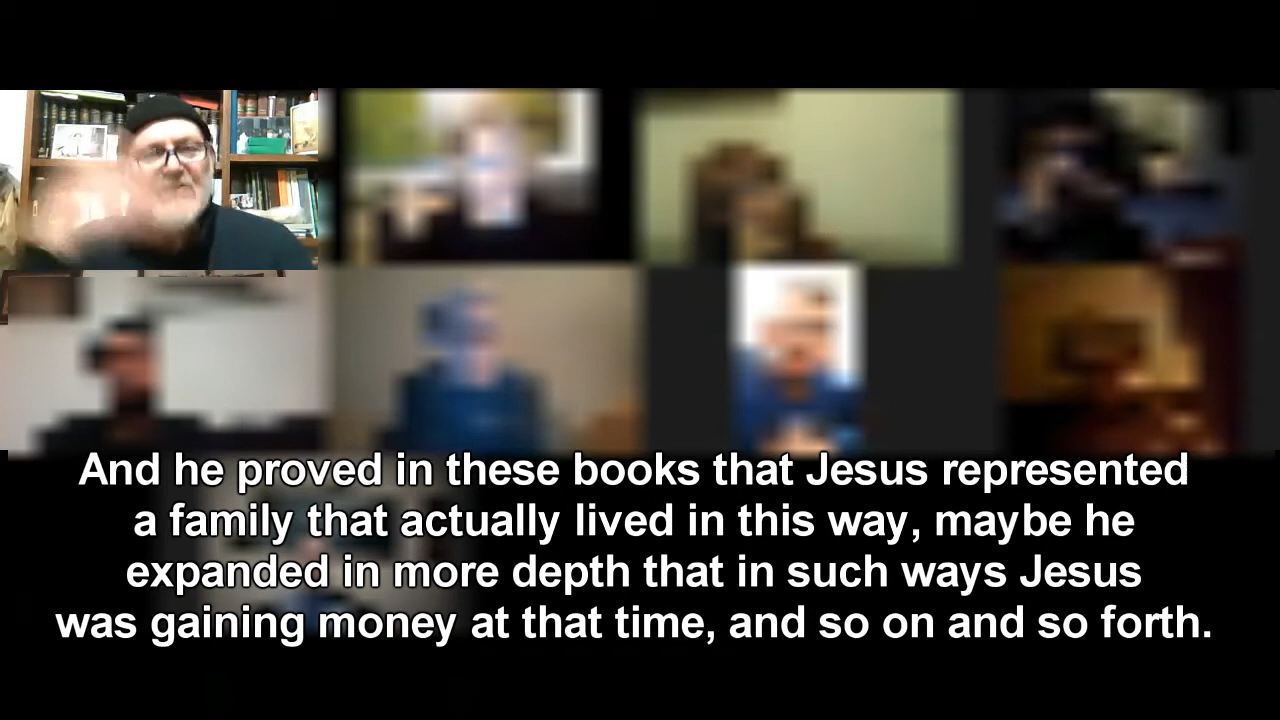 And he proved in these books that Jesus represented
a family that actually lived in this way, maybe he
expanded in more depth that in such ways Jesus
was gaining money at that time, and so on and so forth.